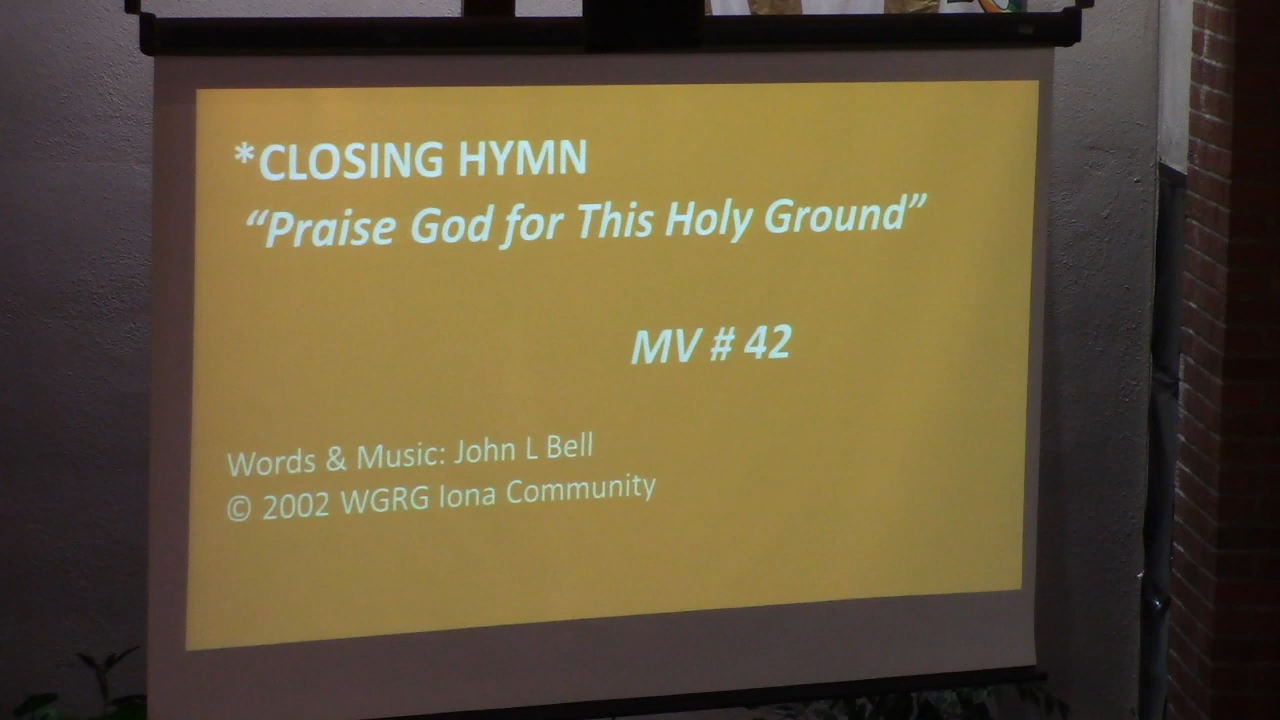 *CLOSING HYMN
“Praise God for This Holy Ground”
MV # 42
Words & Music: John L Bell
© 2002 WGRG Iona Community